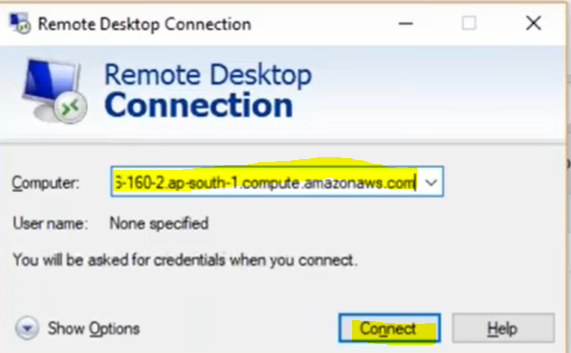 Remote Desktop Connection
Remote Desktop
Connection
Computer: 6-160-2.ap-south-1.compute.amazonaws.com
User name: None specified
You will be asked for credentials when you connect.
Show Options Connect Help